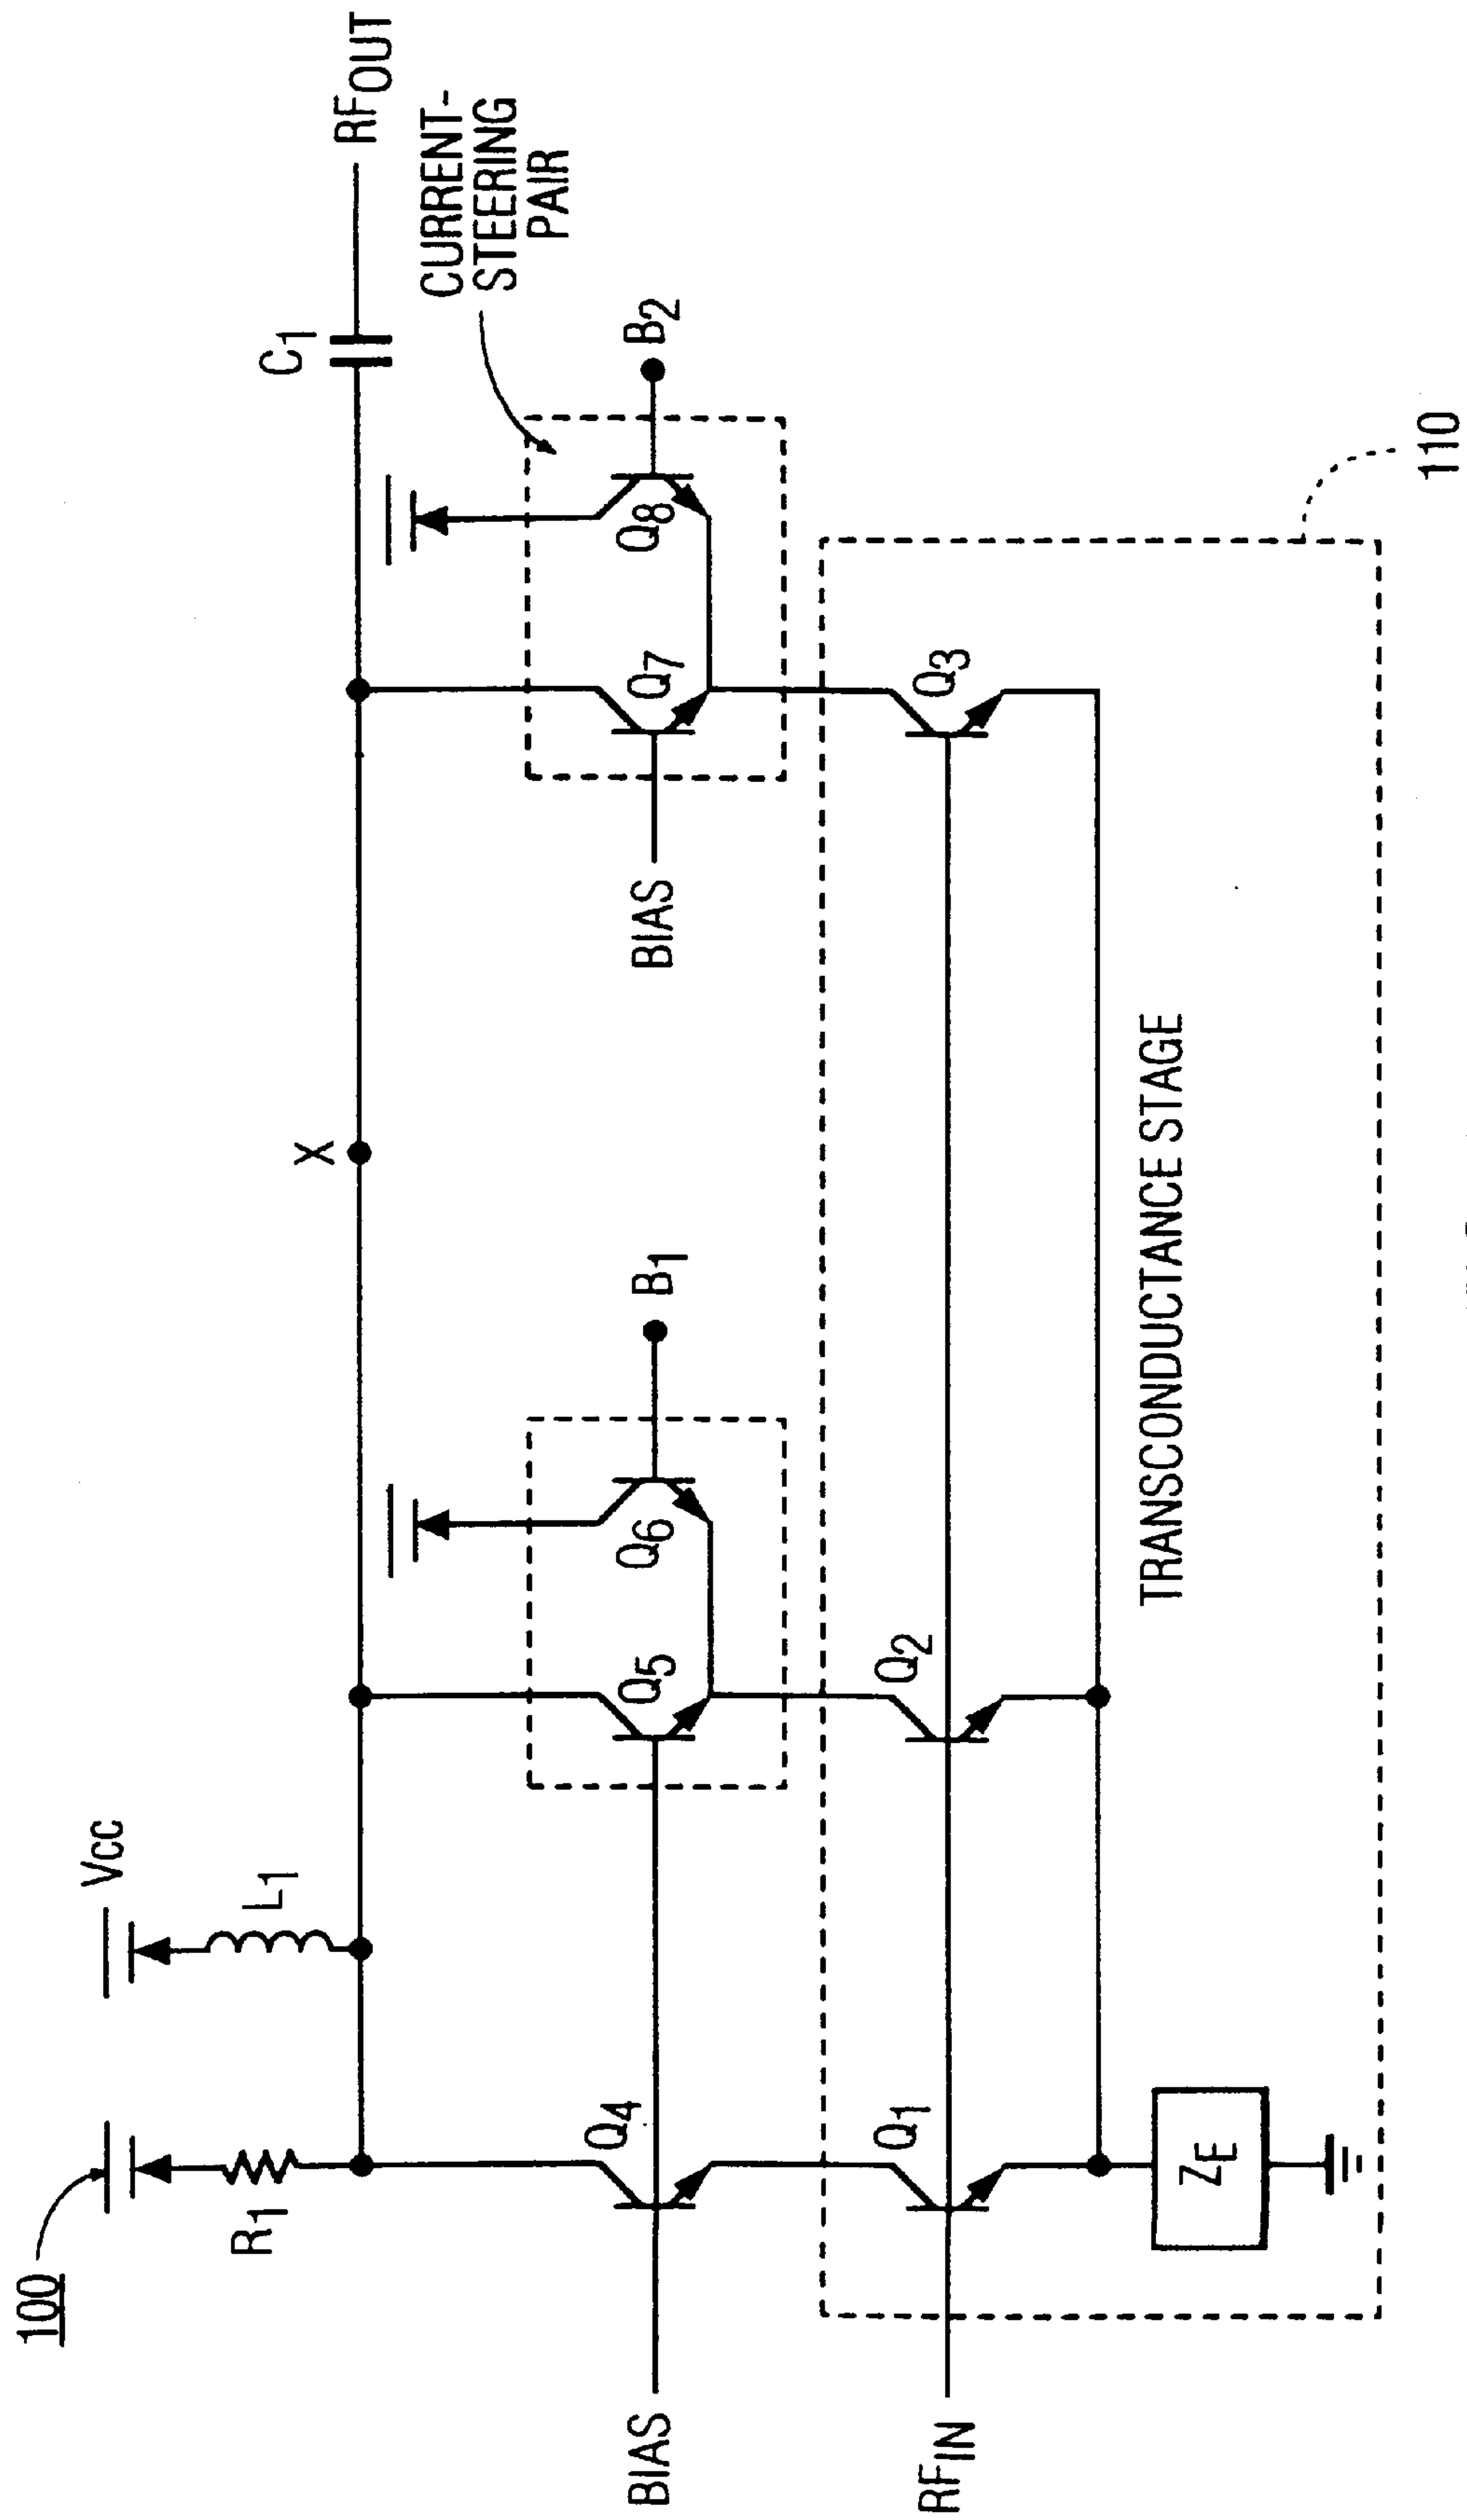 100
VCC
R1
L1
X
C1
RFOUT
CURRENT-
STEERING
PAIR
BIAS
Q4
Q5
Q6
B1
BIAS
Q7
Q8
B2
RFIN
Q1
Q2
Q3
ZE
TRANSCONDUCTANCE STAGE
110